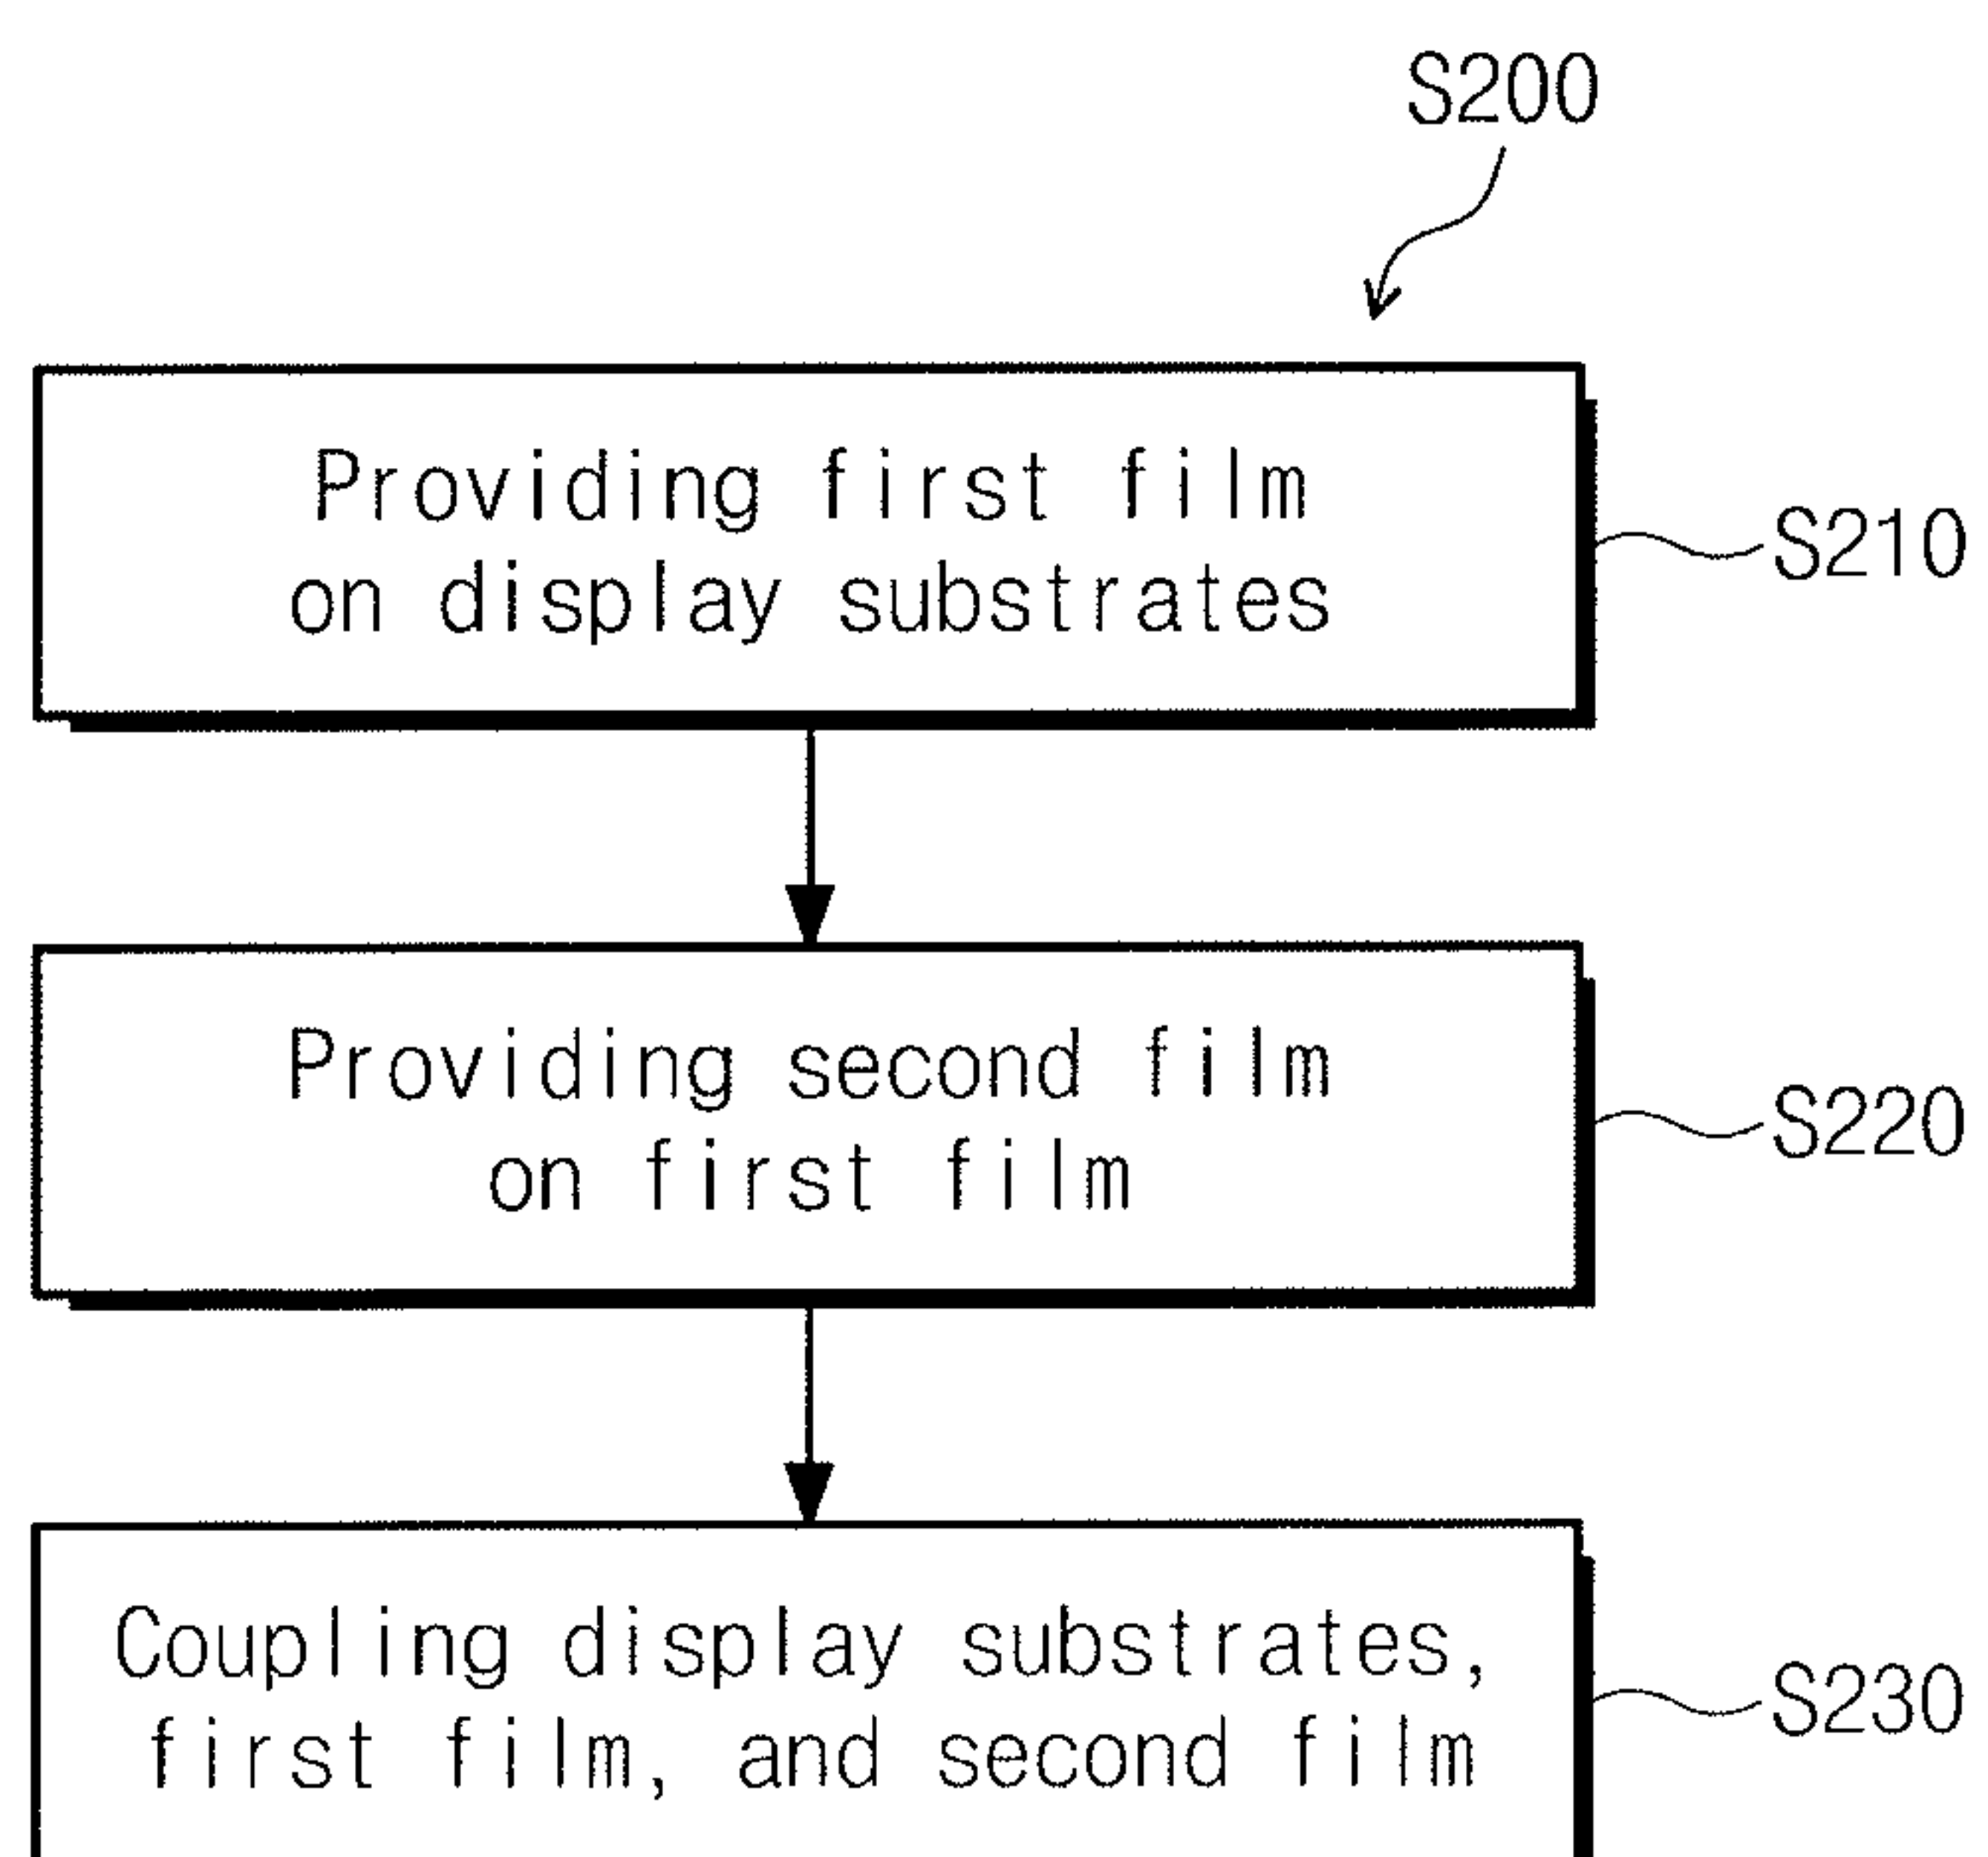 S200
Providing first film
on display substrates
S210
Providing second film
on first film
S220
Coupling display substrates,
first film, and second film
S230